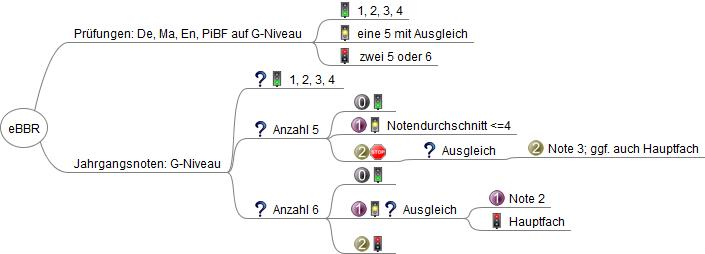 eBBR
Prüfungen: De, Ma, En, PiBF auf G-Niveau
1, 2, 3, 4
eine 5 mit Ausgleich
zwei 5 oder 6
Jahrgangsnoten: G-Niveau
? 1, 2, 3, 4
? Anzahl 5
0
1 Notendurchschnitt <=4
2 STOP ? Ausgleich
2 Note 3; ggf. auch Hauptfach
? Anzahl 6
0
1 ? Ausgleich
1 Note 2
Hauptfach
2